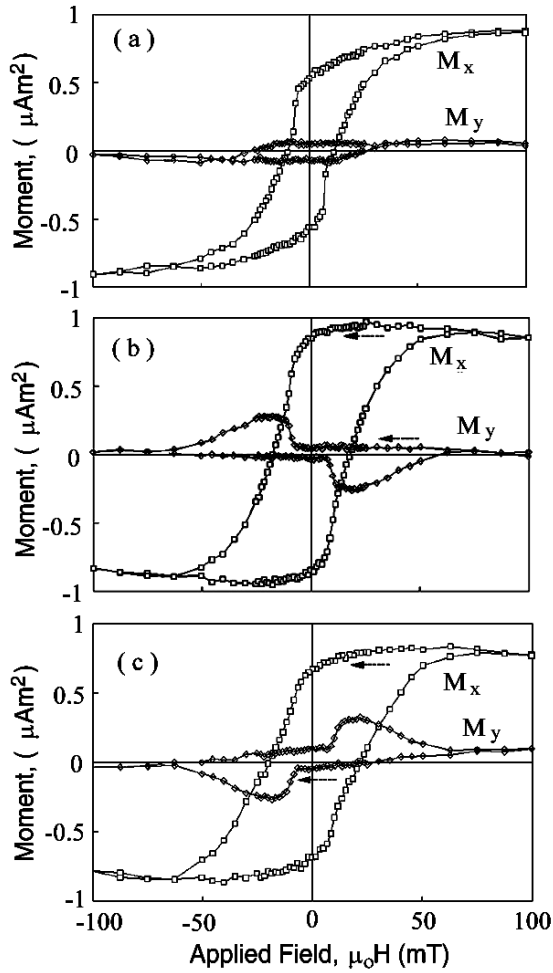 ( a )
1
0.5
0
-0.5
-1
Moment, ( μAm²)
Mx
My
( b )
1
0.5
0
-0.5
-1
Moment, ( μAm²)
Mx
My
( c )
1
0.5
0
-0.5
-1
Moment, ( μAm²)
Mx
My
-100 -50 0 50 100
Applied Field, μoH (mT)